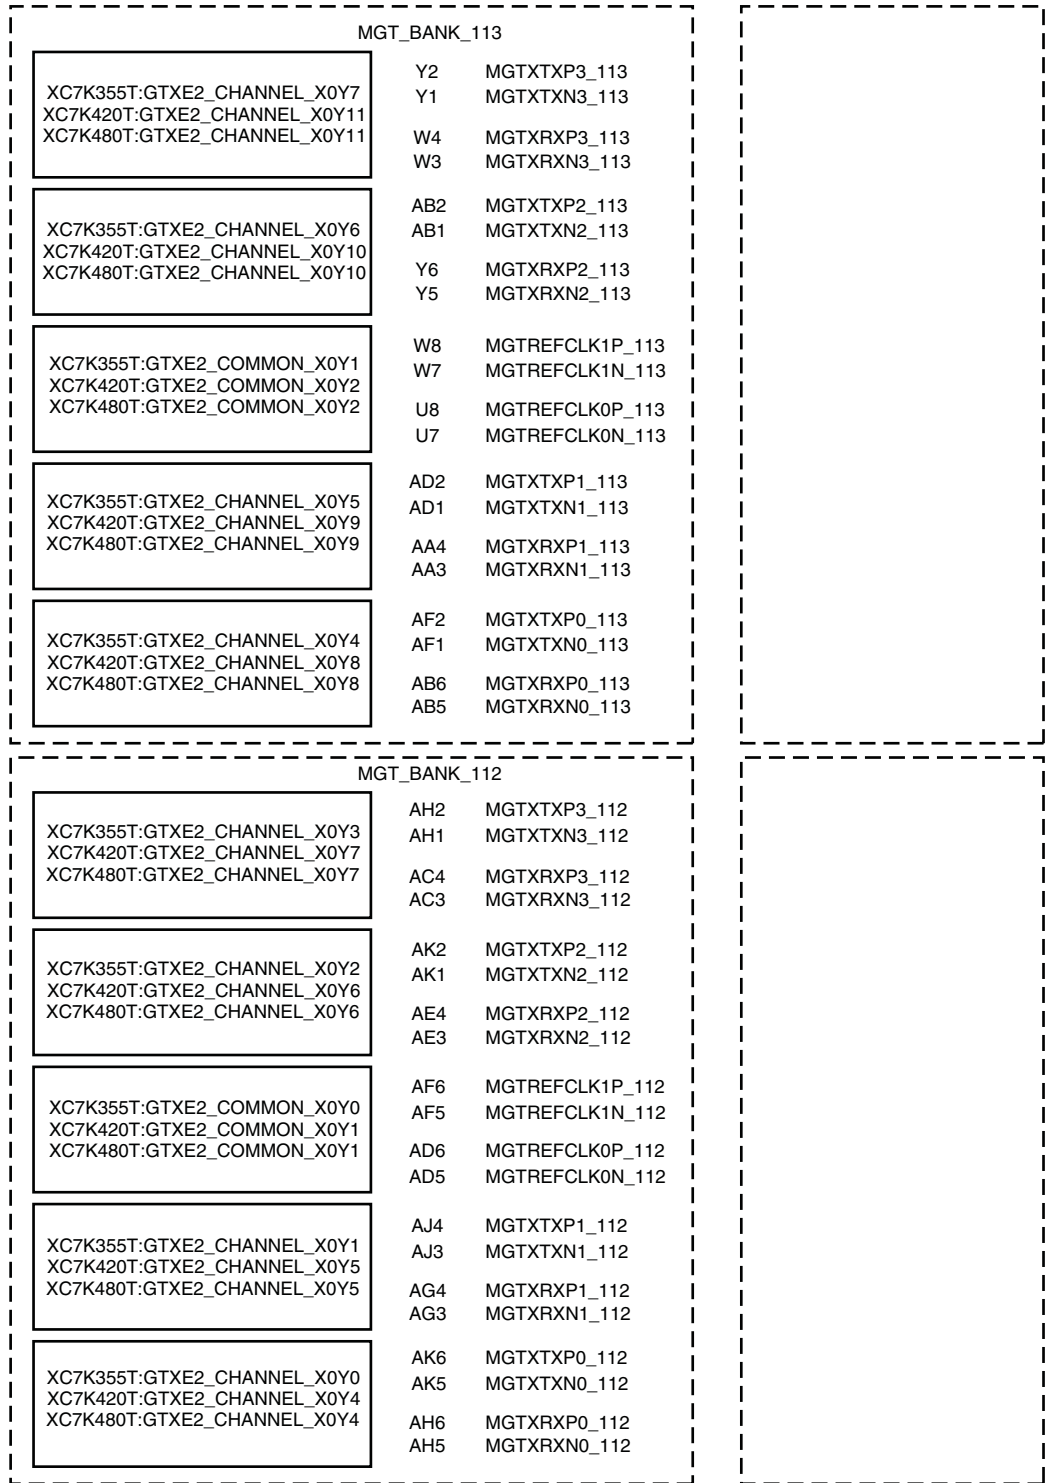 MGT_BANK_113
XC7K355T:GTXE2_CHANNEL_X0Y7
XC7K420T:GTXE2_CHANNEL_X0Y11
XC7K480T:GTXE2_CHANNEL_X0Y11
Y2 MGTXTXP3_113
Y1 MGTXTXN3_113
W4 MGTXRXP3_113
W3 MGTXRXN3_113
XC7K355T:GTXE2_CHANNEL_X0Y6
XC7K420T:GTXE2_CHANNEL_X0Y10
XC7K480T:GTXE2_CHANNEL_X0Y10
AB2 MGTXTXP2_113
AB1 MGTXTXN2_113
Y6 MGTXRXP2_113
Y5 MGTXRXN2_113
XC7K355T:GTXE2_COMMON_X0Y1
XC7K420T:GTXE2_COMMON_X0Y2
XC7K480T:GTXE2_COMMON_X0Y2
W8 MGTREFCLK1P_113
W7 MGTREFCLK1N_113
U8 MGTREFCLK0P_113
U7 MGTREFCLK0N_113
XC7K355T:GTXE2_CHANNEL_X0Y5
XC7K420T:GTXE2_CHANNEL_X0Y9
XC7K480T:GTXE2_CHANNEL_X0Y9
AD2 MGTXTXP1_113
AD1 MGTXTXN1_113
AA4 MGTXRXP1_113
AA3 MGTXRXN1_113
XC7K355T:GTXE2_CHANNEL_X0Y4
XC7K420T:GTXE2_CHANNEL_X0Y8
XC7K480T:GTXE2_CHANNEL_X0Y8
AF2 MGTXTXP0_113
AF1 MGTXTXN0_113
AB6 MGTXRXP0_113
AB5 MGTXRXN0_113
MGT_BANK_112
XC7K355T:GTXE2_CHANNEL_X0Y3
XC7K420T:GTXE2_CHANNEL_X0Y7
XC7K480T:GTXE2_CHANNEL_X0Y7
AH2 MGTXTXP3_112
AH1 MGTXTXN3_112
AC4 MGTXRXP3_112
AC3 MGTXRXN3_112
XC7K355T:GTXE2_CHANNEL_X0Y2
XC7K420T:GTXE2_CHANNEL_X0Y6
XC7K480T:GTXE2_CHANNEL_X0Y6
AK2 MGTXTXP2_112
AK1 MGTXTXN2_112
AE4 MGTXRXP2_112
AE3 MGTXRXN2_112
XC7K355T:GTXE2_COMMON_X0Y0
XC7K420T:GTXE2_COMMON_X0Y1
XC7K480T:GTXE2_COMMON_X0Y1
AF6 MGTREFCLK1P_112
AF5 MGTREFCLK1N_112
AD6 MGTREFCLK0P_112
AD5 MGTREFCLK0N_112
XC7K355T:GTXE2_CHANNEL_X0Y1
XC7K420T:GTXE2_CHANNEL_X0Y5
XC7K480T:GTXE2_CHANNEL_X0Y5
AJ4 MGTXTXP1_112
AJ3 MGTXTXN1_112
AG4 MGTXRXP1_112
AG3 MGTXRXN1_112
XC7K355T:GTXE2_CHANNEL_X0Y0
XC7K420T:GTXE2_CHANNEL_X0Y4
XC7K480T:GTXE2_CHANNEL_X0Y4
AK6 MGTXTXP0_112
AK5 MGTXTXN0_112
AH6 MGTXRXP0_112
AH5 MGTXRXN0_112